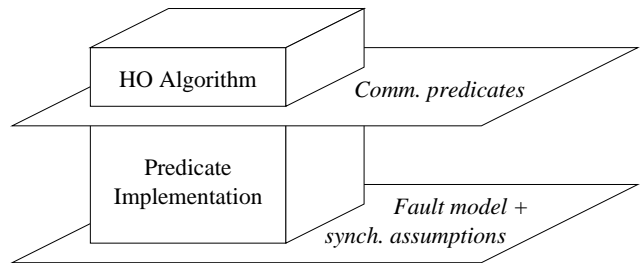 HO Algorithm
Comm. predicates
Predicate
Implementation
Fault model +
synch. assumptions